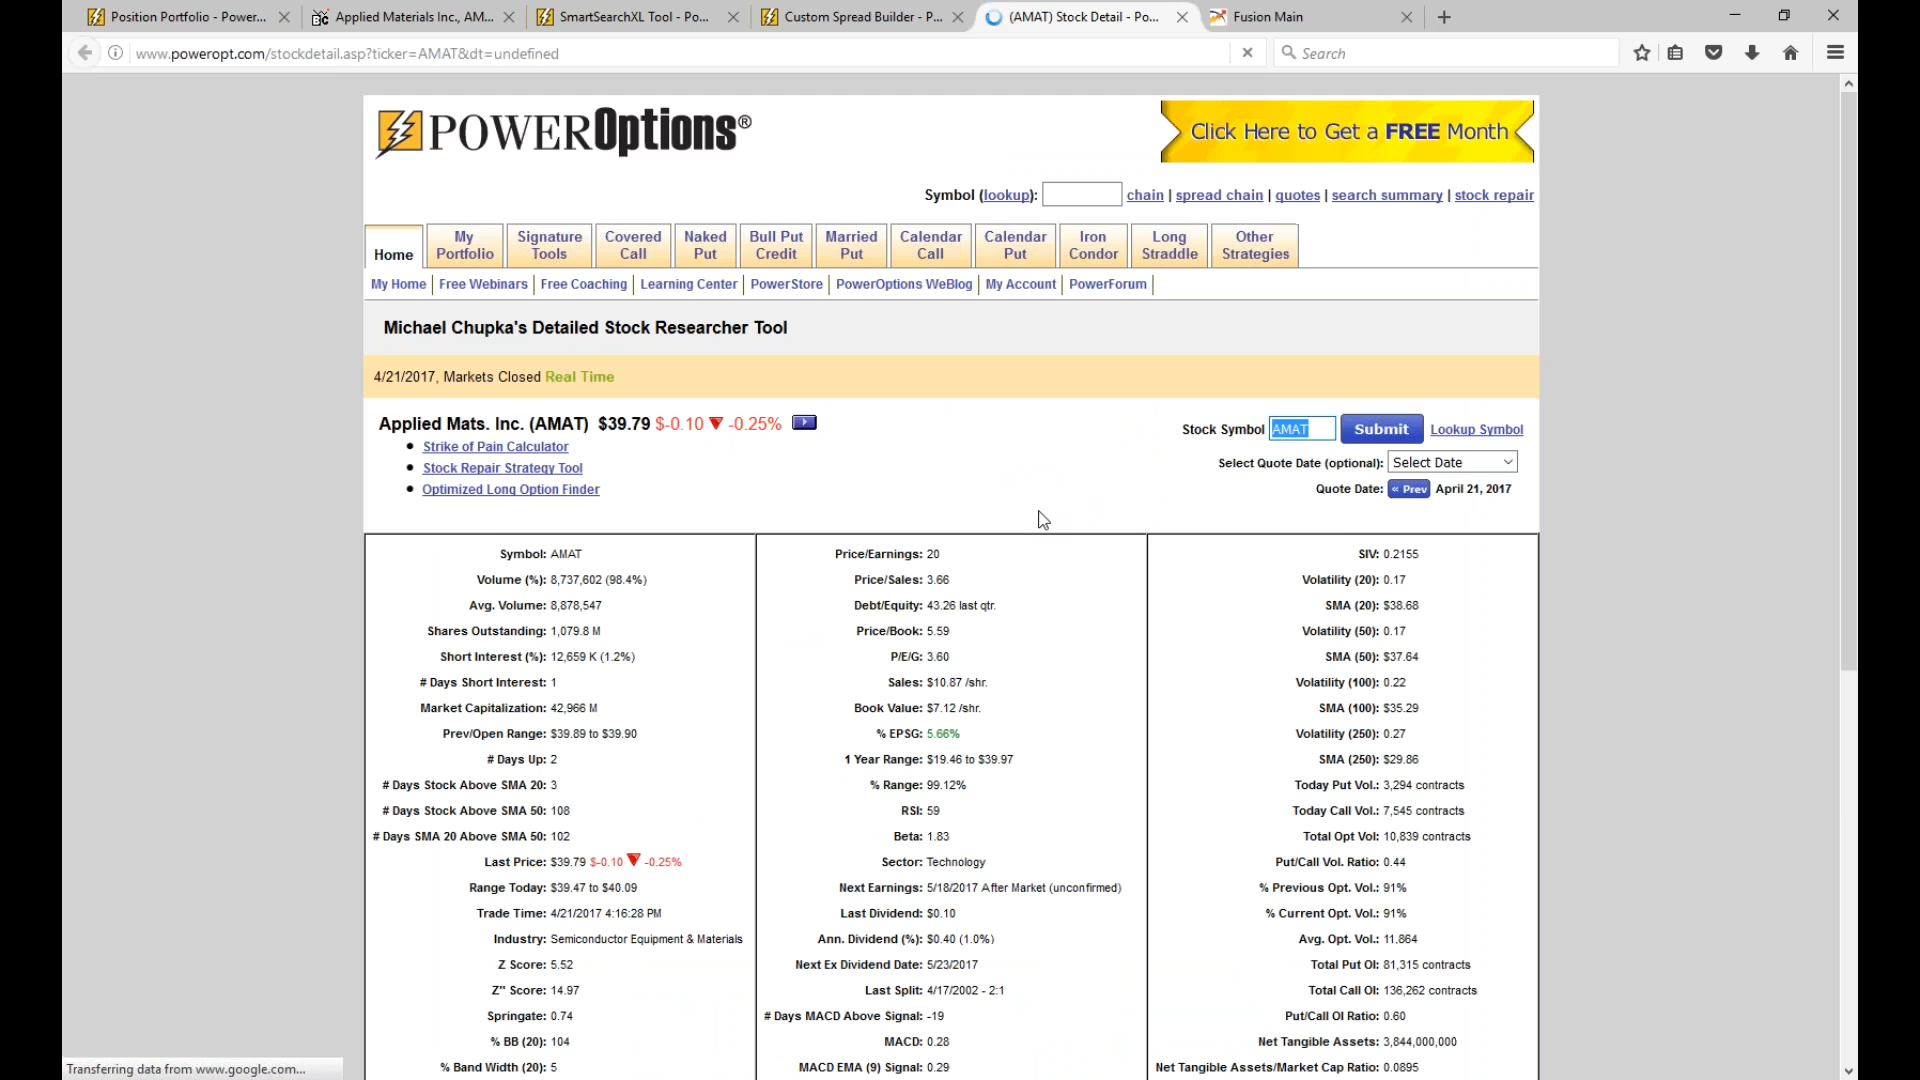 Position Portfolio - Power...
Applied Materials Inc., AM...
SmartSearchXL Tool - Po...
Custom Spread Builder - P...
(AMAT) Stock Detail - Po...
Fusion Main
www.poweropt.com/stockdetail.asp?ticker=AMAT&dt=undefined
Search
POWEROptions®
Click Here to Get a FREE Month
Symbol (lookup): chain | spread chain | quotes | search summary | stock repair
Home
My Portfolio
Signature Tools
Covered Call
Naked Put
Bull Put Credit
Married Put
Calendar Call
Calendar Put
Iron Condor
Long Straddle
Other Strategies
My Home | Free Webinars | Free Coaching | Learning Center | PowerStore | PowerOptions WeBlog | My Account | PowerForum |
Michael Chupka's Detailed Stock Researcher Tool
4/21/2017, Markets Closed Real Time
Applied Mats. Inc. (AMAT) $39.79 $-0.10 ▼ -0.25%
• Strike of Pain Calculator
• Stock Repair Strategy Tool
• Optimized Long Option Finder
Stock Symbol AMAT Submit Lookup Symbol
Select Quote Date (optional): Select Date
Quote Date: « Prev April 21, 2017
Symbol: AMAT
Volume (%): 8,737,602 (98.4%)
Avg. Volume: 8,878,547
Shares Outstanding: 1,079.8 M
Short Interest (%): 12,659 K (1.2%)
# Days Short Interest: 1
Market Capitalization: 42,966 M
Prev/Open Range: $39.89 to $39.90
# Days Up: 2
# Days Stock Above SMA 20: 3
# Days Stock Above SMA 50: 108
# Days SMA 20 Above SMA 50: 102
Last Price: $39.79 $-0.10 ▼ -0.25%
Range Today: $39.47 to $40.09
Trade Time: 4/21/2017 4:16:28 PM
Industry: Semiconductor Equipment & Materials
Z Score: 5.52
Z" Score: 14.97
Springate: 0.74
% BB (20): 104
% Band Width (20): 5
Price/Earnings: 20
Price/Sales: 3.66
Debt/Equity: 43.26 last qtr.
Price/Book: 5.59
P/E/G: 3.60
Sales: $10.87 /shr.
Book Value: $7.12 /shr.
% EPSG: 5.66%
1 Year Range: $19.46 to $39.97
% Range: 99.12%
RSI: 59
Beta: 1.83
Sector: Technology
Next Earnings: 5/18/2017 After Market (unconfirmed)
Last Dividend: $0.10
Ann. Dividend (%): $0.40 (1.0%)
Next Ex Dividend Date: 5/23/2017
Last Split: 4/17/2002 - 2:1
# Days MACD Above Signal: -19
MACD: 0.28
MACD EMA (9) Signal: 0.29
SIV: 0.2155
Volatility (20): 0.17
SMA (20): $38.68
Volatility (50): 0.17
SMA (50): $37.64
Volatility (100): 0.22
SMA (100): $35.29
Volatility (250): 0.27
SMA (250): $29.86
Today Put Vol.: 3,294 contracts
Today Call Vol.: 7,545 contracts
Total Opt Vol: 10,839 contracts
Put/Call Vol. Ratio: 0.44
% Previous Opt. Vol.: 91%
% Current Opt. Vol.: 91%
Avg. Opt. Vol.: 11,864
Total Put OI: 81,315 contracts
Total Call OI: 136,262 contracts
Put/Call OI Ratio: 0.60
Net Tangible Assets: 3,844,000,000
Net Tangible Assets/Market Cap Ratio: 0.0895
Transferring data from www.google.com...